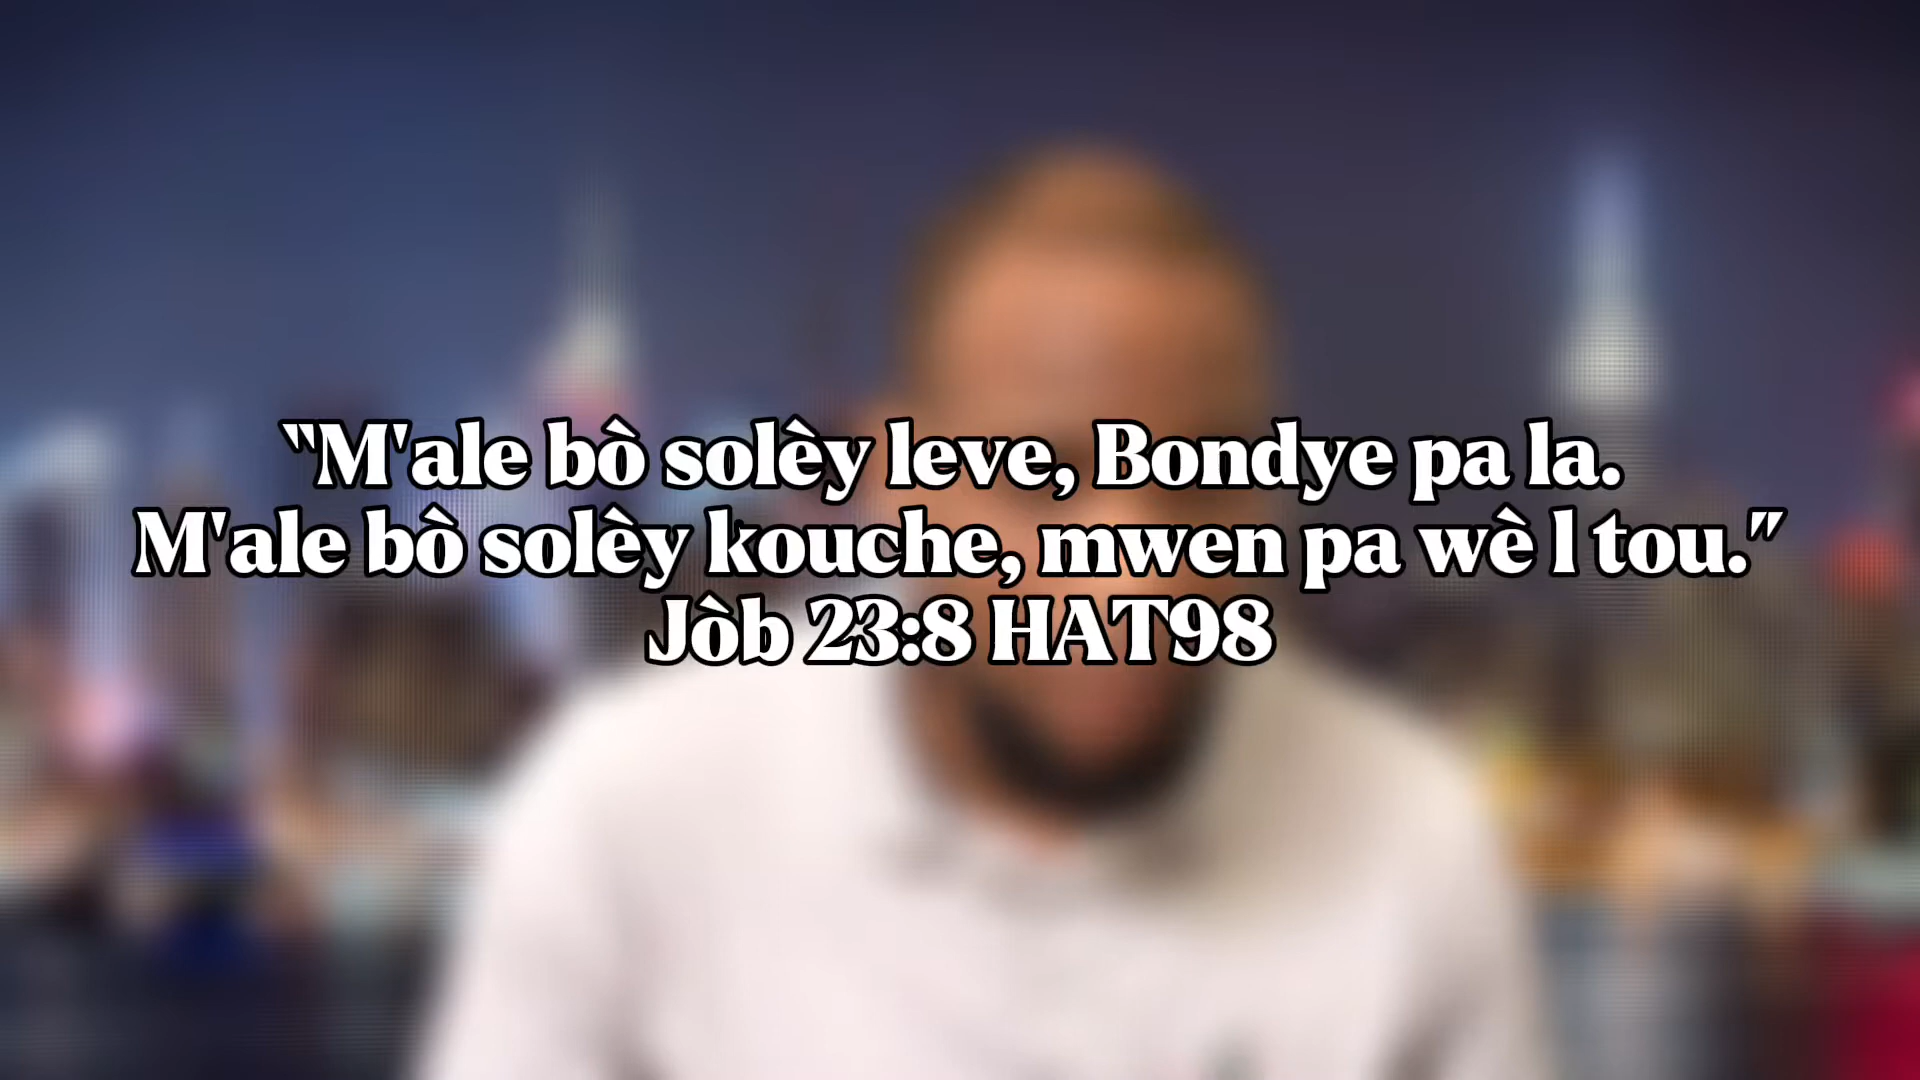 “M'ale bò solèy leve, Bondye pa la.
M'ale bò solèy kouche, mwen pa wè l tou.”
Jòb 23:8 HAT98